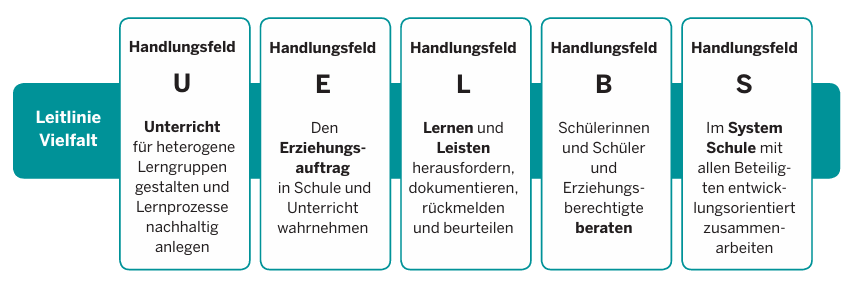 Leitlinie
Vielfalt
Handlungsfeld
U
Unterricht
für heterogene
Lerngruppen
gestalten und
Lernprozesse
nachhaltig
anlegen
Handlungsfeld
E
Den
Erziehungs-
auftrag
in Schule und
Unterricht
wahrnehmen
Handlungsfeld
L
Lernen und
Leisten
herausfordern,
dokumentieren,
rückmelden
und beurteilen
Handlungsfeld
B
Schülerinnen
und Schüler
und
Erziehungs-
berechtigte
beraten
Handlungsfeld
S
Im System
Schule mit
allen Beteilig-
ten entwick-
lungsorientiert
zusammen-
arbeiten